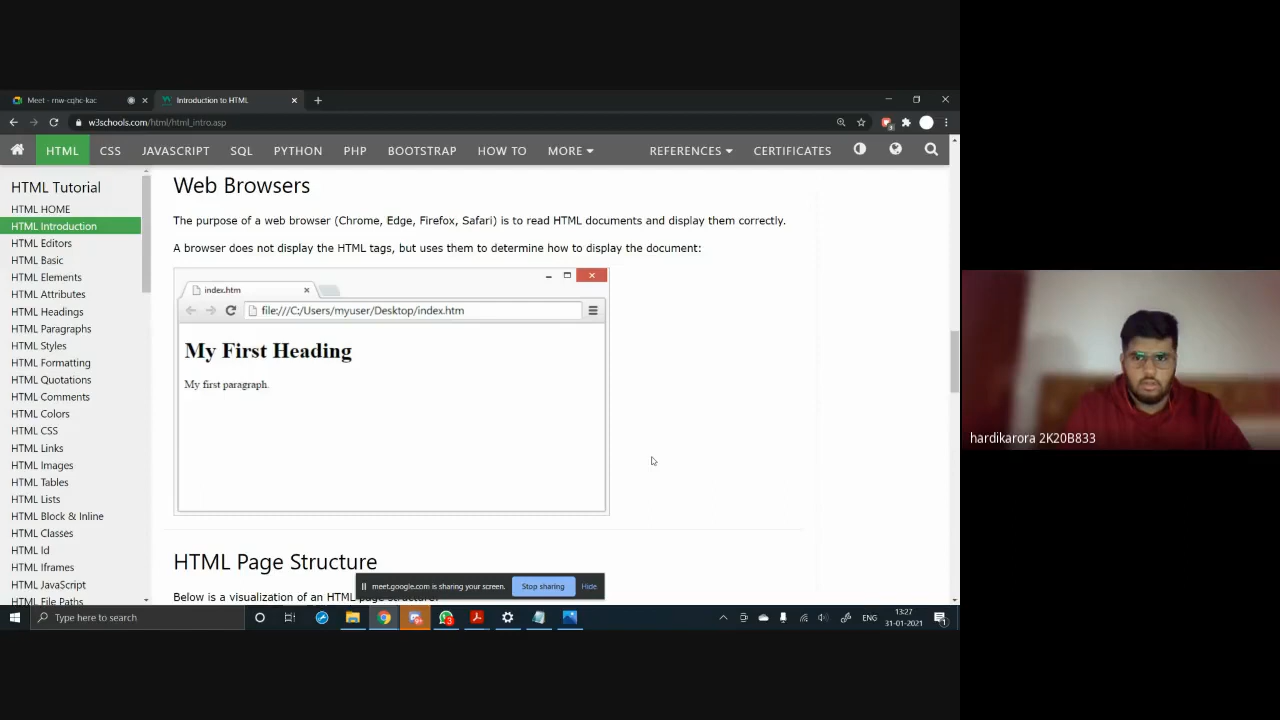 Meet - rnw-cqhc-kac
Introduction to HTML
w3schools.com/html/html_intro.asp
HTML CSS JAVASCRIPT SQL PYTHON PHP BOOTSTRAP HOW TO MORE REFERENCES CERTIFICATES
HTML Tutorial
HTML HOME
HTML Introduction
HTML Editors
HTML Basic
HTML Elements
HTML Attributes
HTML Headings
HTML Paragraphs
HTML Styles
HTML Formatting
HTML Quotations
HTML Comments
HTML Colors
HTML CSS
HTML Links
HTML Images
HTML Tables
HTML Lists
HTML Block & Inline
HTML Classes
HTML Id
HTML Iframes
HTML JavaScript
HTML File Paths
Web Browsers
The purpose of a web browser (Chrome, Edge, Firefox, Safari) is to read HTML documents and display them correctly.
A browser does not display the HTML tags, but uses them to determine how to display the document:
index.htm
file:///C:/Users/myuser/Desktop/index.htm
My First Heading
My first paragraph.
HTML Page Structure
Below is a visualization of an HTML page structure:
meet.google.com is sharing your screen. Stop sharing Hide
Type here to search
3
ENG
13:27
31-01-2021
hardikarora 2K20B833